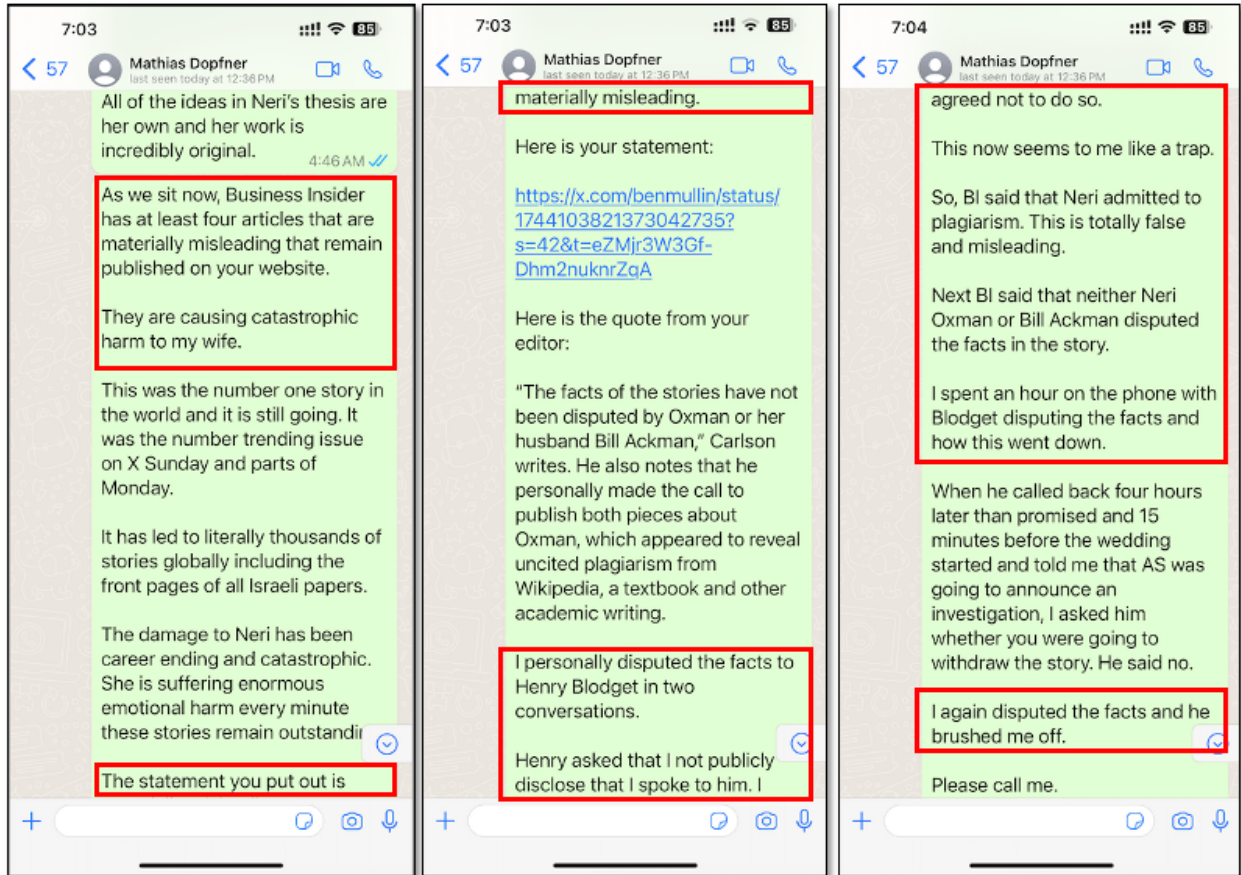 7:03
85
57
Mathias Dopfner
last seen today at 12:36 PM
All of the ideas in Neri's thesis are
her own and her work is
incredibly original.
4:46 AM
As we sit now, Business Insider
has at least four articles that are
materially misleading that remain
published on your website.
They are causing catastrophic
harm to my wife.
This was the number one story in
the world and it is still going. It
was the number trending issue
on X Sunday and parts of
Monday.
It has led to literally thousands of
stories globally including the
front pages of all Israeli papers.
The damage to Neri has been
career ending and catastrophic.
She is suffering enormous
emotional harm every minute
these stories remain outstandi
The statement you put out is
7:03
85
57
Mathias Dopfner
last seen today at 12:36 PM
materially misleading.
Here is your statement:
https://x.com/benmullin/status/
1744103821373042735?
s=42&t=eZMjr3W3Gf-
Dhm2nuknrZqA
Here is the quote from your
editor:
"The facts of the stories have not
been disputed by Oxman or her
husband Bill Ackman," Carlson
writes. He also notes that he
personally made the call to
publish both pieces about
Oxman, which appeared to reveal
uncited plagiarism from
Wikipedia, a textbook and other
academic writing.
I personally disputed the facts to
Henry Blodget in two
conversations.
Henry asked that I not publicly
disclose that I spoke to him. I
7:04
85
57
Mathias Dopfner
last seen today at 12:36 PM
agreed not to do so.
This now seems to me like a trap.
So, BI said that Neri admitted to
plagiarism. This is totally false
and misleading.
Next BI said that neither Neri
Oxman or Bill Ackman disputed
the facts in the story.
I spent an hour on the phone with
Blodget disputing the facts and
how this went down.
When he called back four hours
later than promised and 15
minutes before the wedding
started and told me that AS was
going to announce an
investigation, I asked him
whether you were going to
withdraw the story. He said no.
I again disputed the facts and he
brushed me off.
Please call me.